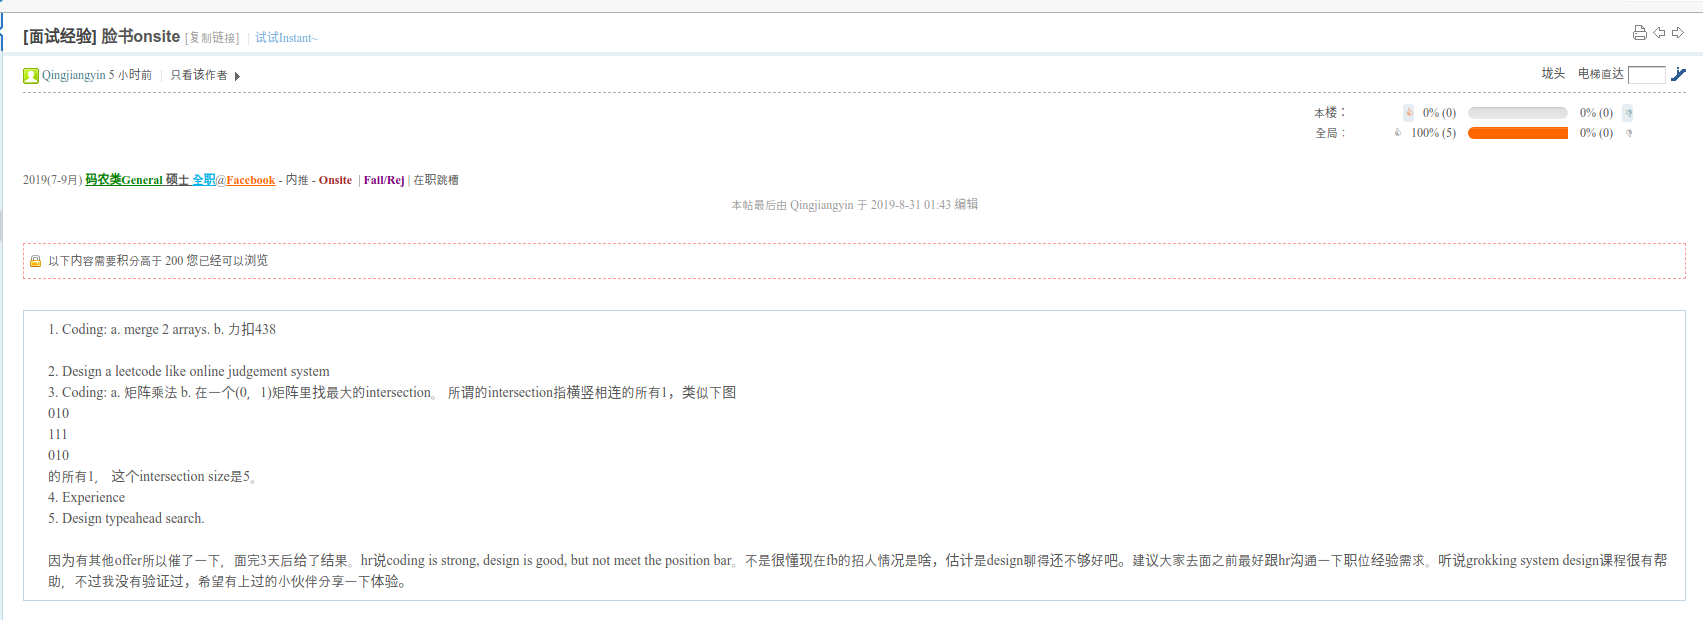 [面试经验] 脸书onsite [复制链接] | 试试Instant~
Qingjiangyin 5 小时前 | 只看该作者
垅头 电梯直达
本楼： 0% (0) 0% (0)
全局： 100% (5) 0% (0)
2019(7-9月) 码农类General 硕士 全职@Facebook - 内推 - Onsite | Fail/Rej | 在职跳槽
本帖最后由 Qingjiangyin 于 2019-8-31 01:43 编辑
以下内容需要积分高于 200 您已经可以浏览
1. Coding: a. merge 2 arrays. b. 力扣438
2. Design a leetcode like online judgement system
3. Coding: a. 矩阵乘法 b. 在一个(0，1)矩阵里找最大的intersection。 所谓的intersection指横竖相连的所有1，类似下图
010
111
010
的所有1， 这个intersection size是5。
4. Experience
5. Design typeahead search.
因为有其他offer所以催了一下，面完3天后给了结果。hr说coding is strong, design is good, but not meet the position bar。不是很懂现在fb的招人情况是啥，估计是design聊得还不够好吧。建议大家去面之前最好跟hr沟通一下职位经验需求。听说grokking system design课程很有帮
助，不过我没有验证过，希望有上过的小伙伴分享一下体验。